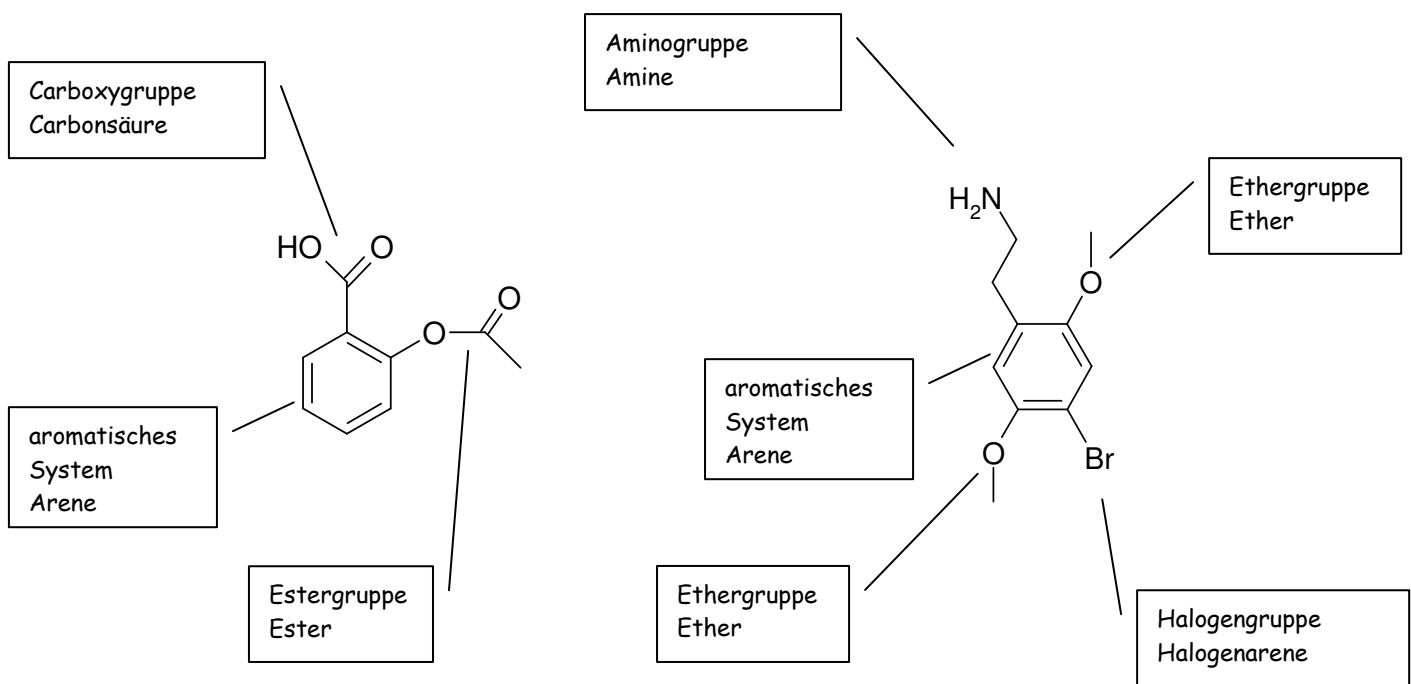 Aminogruppe
Amine
Carboxygruppe
Carbonsäure
Ethergruppe
Ether
H2N
HO
O
O
O
O
aromatisches
System
Arene
aromatisches
System
Arene
O
Br
Estergruppe
Ester
Ethergruppe
Ether
Halogengruppe
Halogenarene